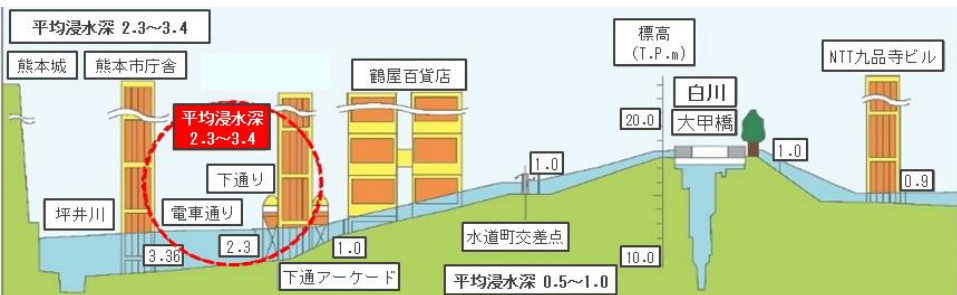 平均浸水深 2.3～3.4
熊本城
熊本市庁舎
鶴屋百貨店
標高
(T.P.m)
NTT九品寺ビル
平均浸水深
2.3～3.4
白川
大甲橋
20.0
1.0
1.0
0.9
下通り
坪井川
電車通り
3.36
2.3
1.0
水道町交差点
10.0
下通アーケード
平均浸水深 0.5～1.0